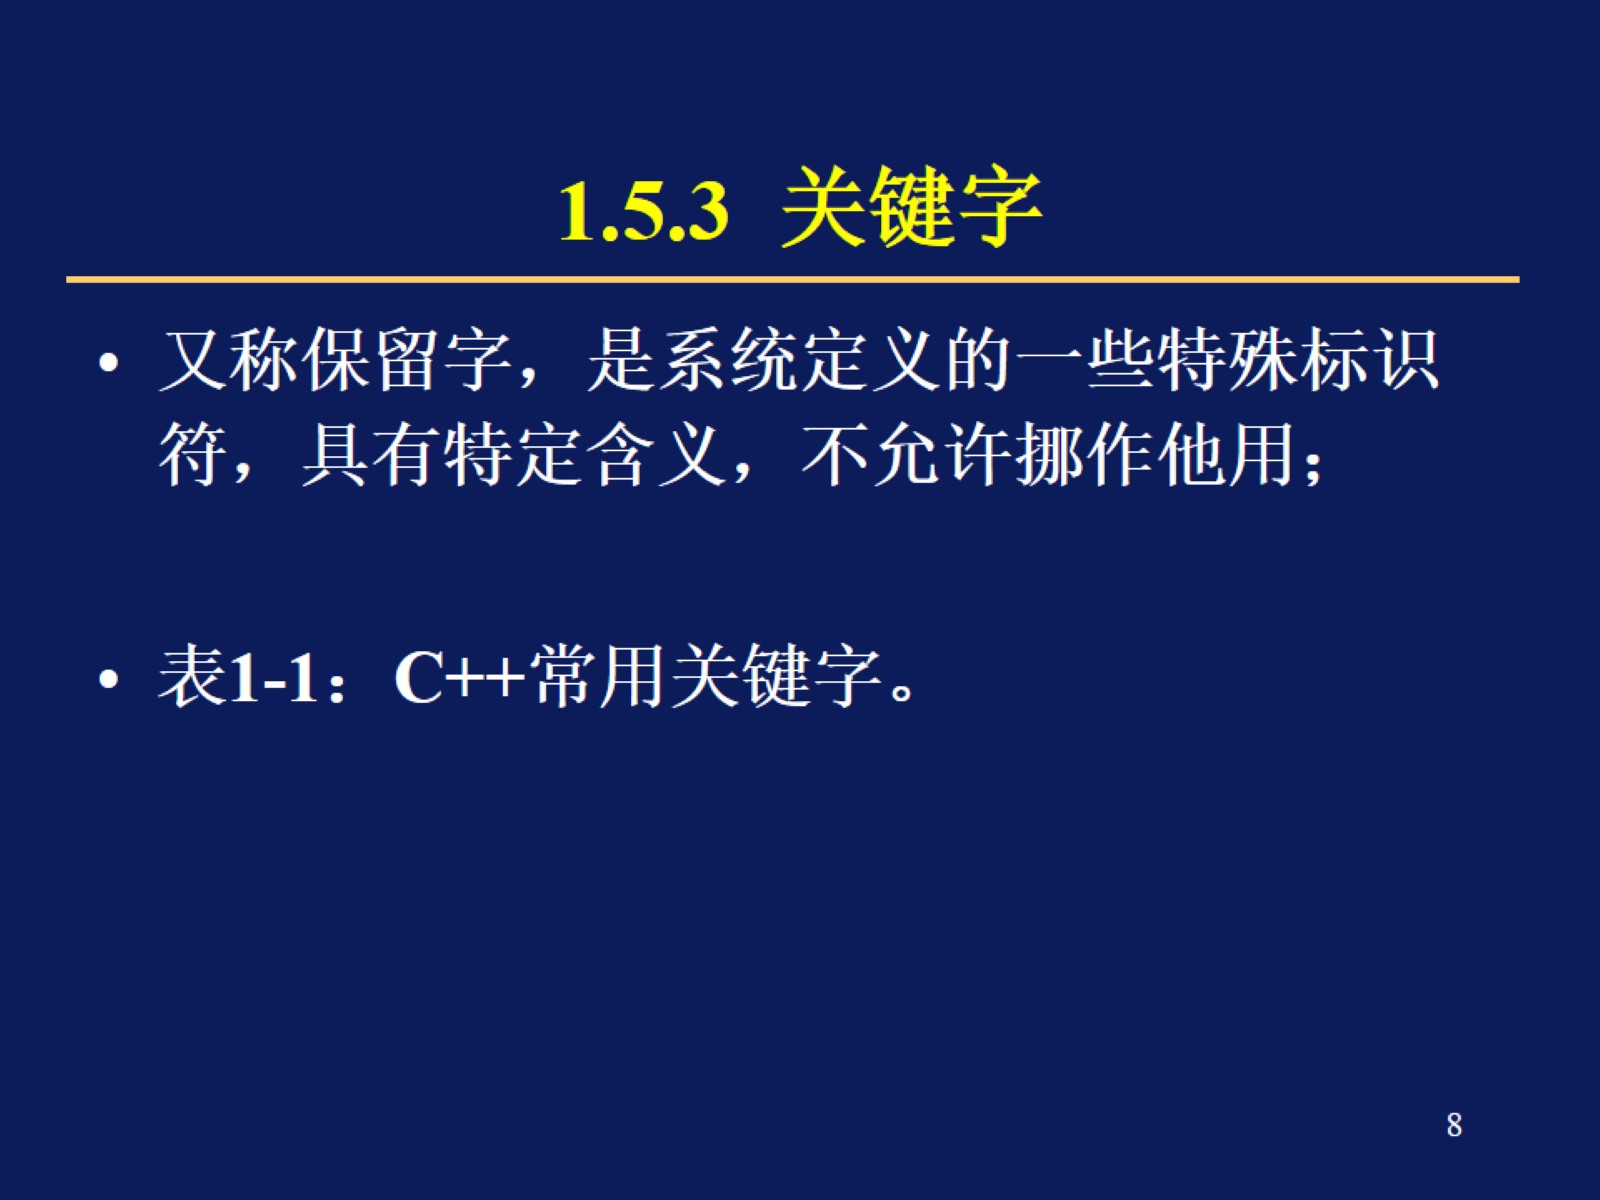 1.5.3 关键字
• 又称保留字，是系统定义的一些特殊标识
符，具有特定含义，不允许挪作他用；
• 表1-1：C++常用关键字。
8